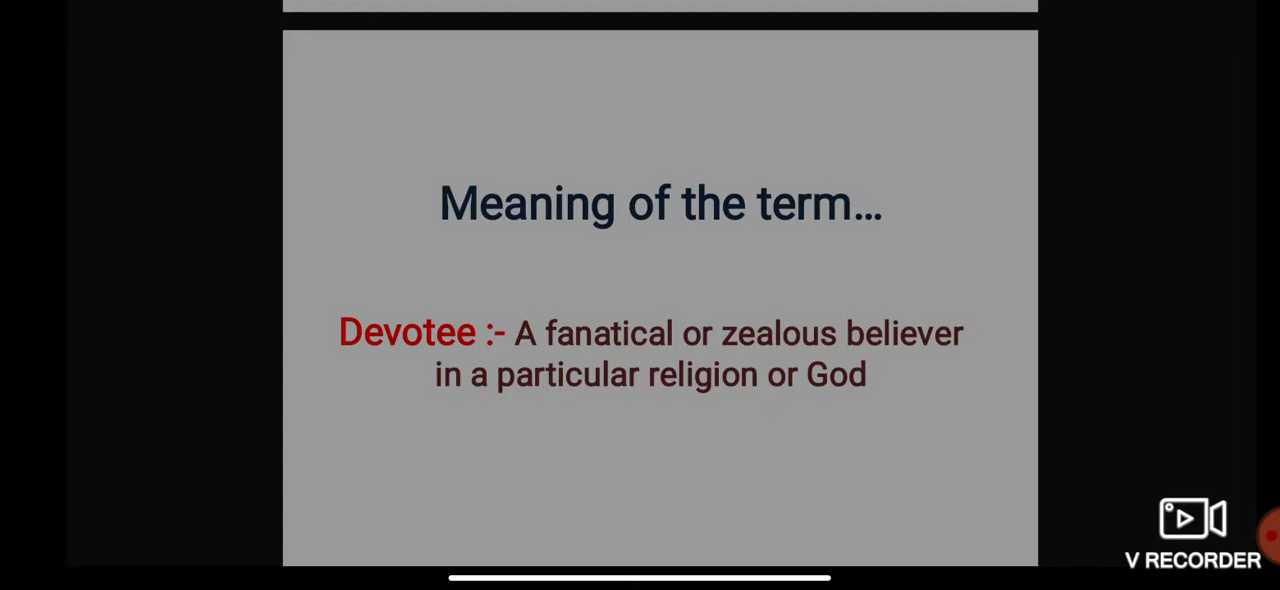 Meaning of the term...
Devotee :- A fanatical or zealous believer
in a particular religion or God
V RECORDER